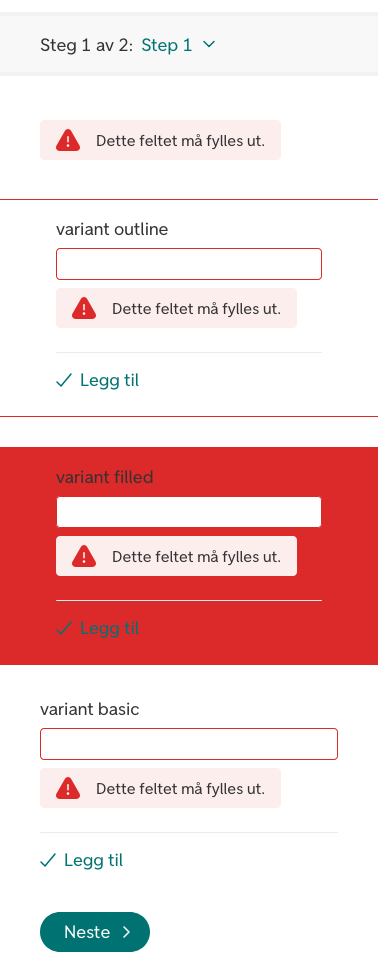 Steg 1 av 2: Step 1
Dette feltet må fylles ut.
variant outline
Dette feltet må fylles ut.
Legg til
variant filled
Dette feltet må fylles ut.
Legg til
variant basic
Dette feltet må fylles ut.
Legg til
Neste